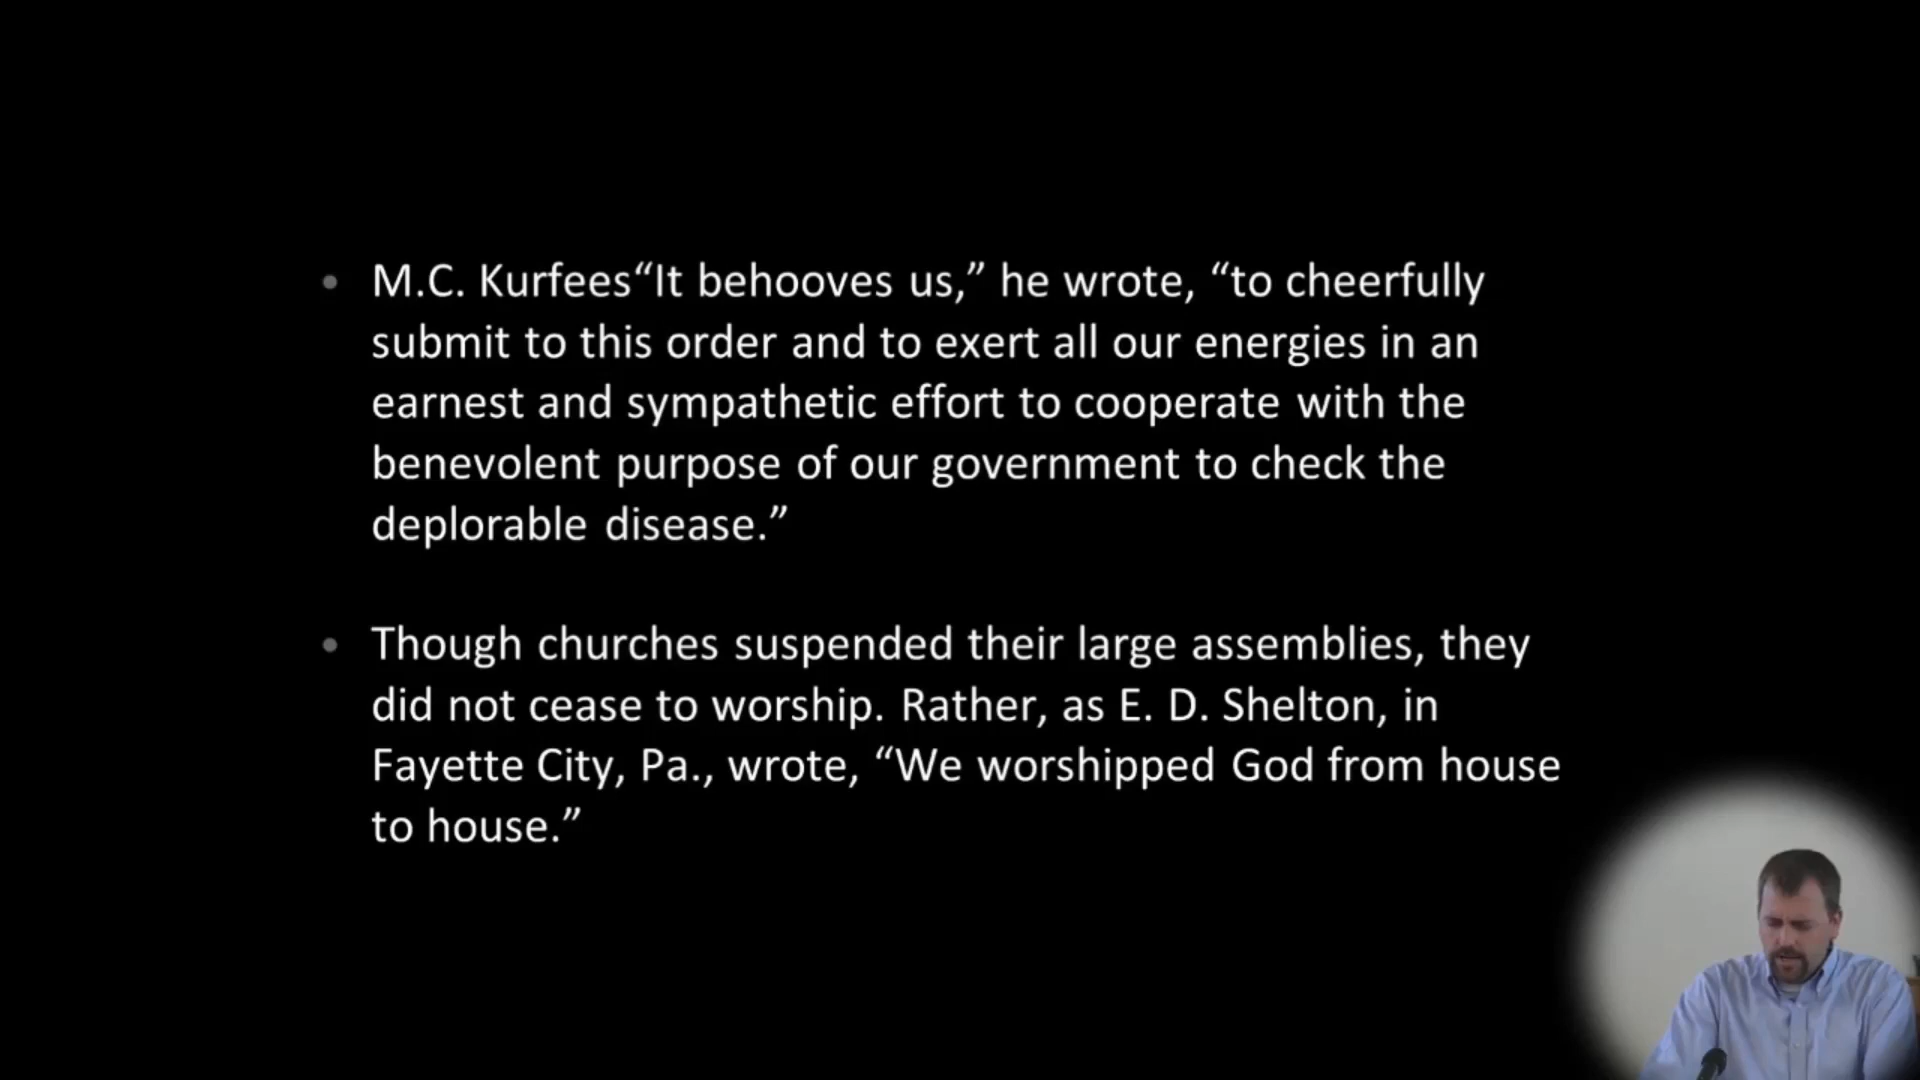 • M.C. Kurfees“It behooves us,” he wrote, “to cheerfully
submit to this order and to exert all our energies in an
earnest and sympathetic effort to cooperate with the
benevolent purpose of our government to check the
deplorable disease.”
• Though churches suspended their large assemblies, they
did not cease to worship. Rather, as E. D. Shelton, in
Fayette City, Pa., wrote, “We worshipped God from house
to house.”